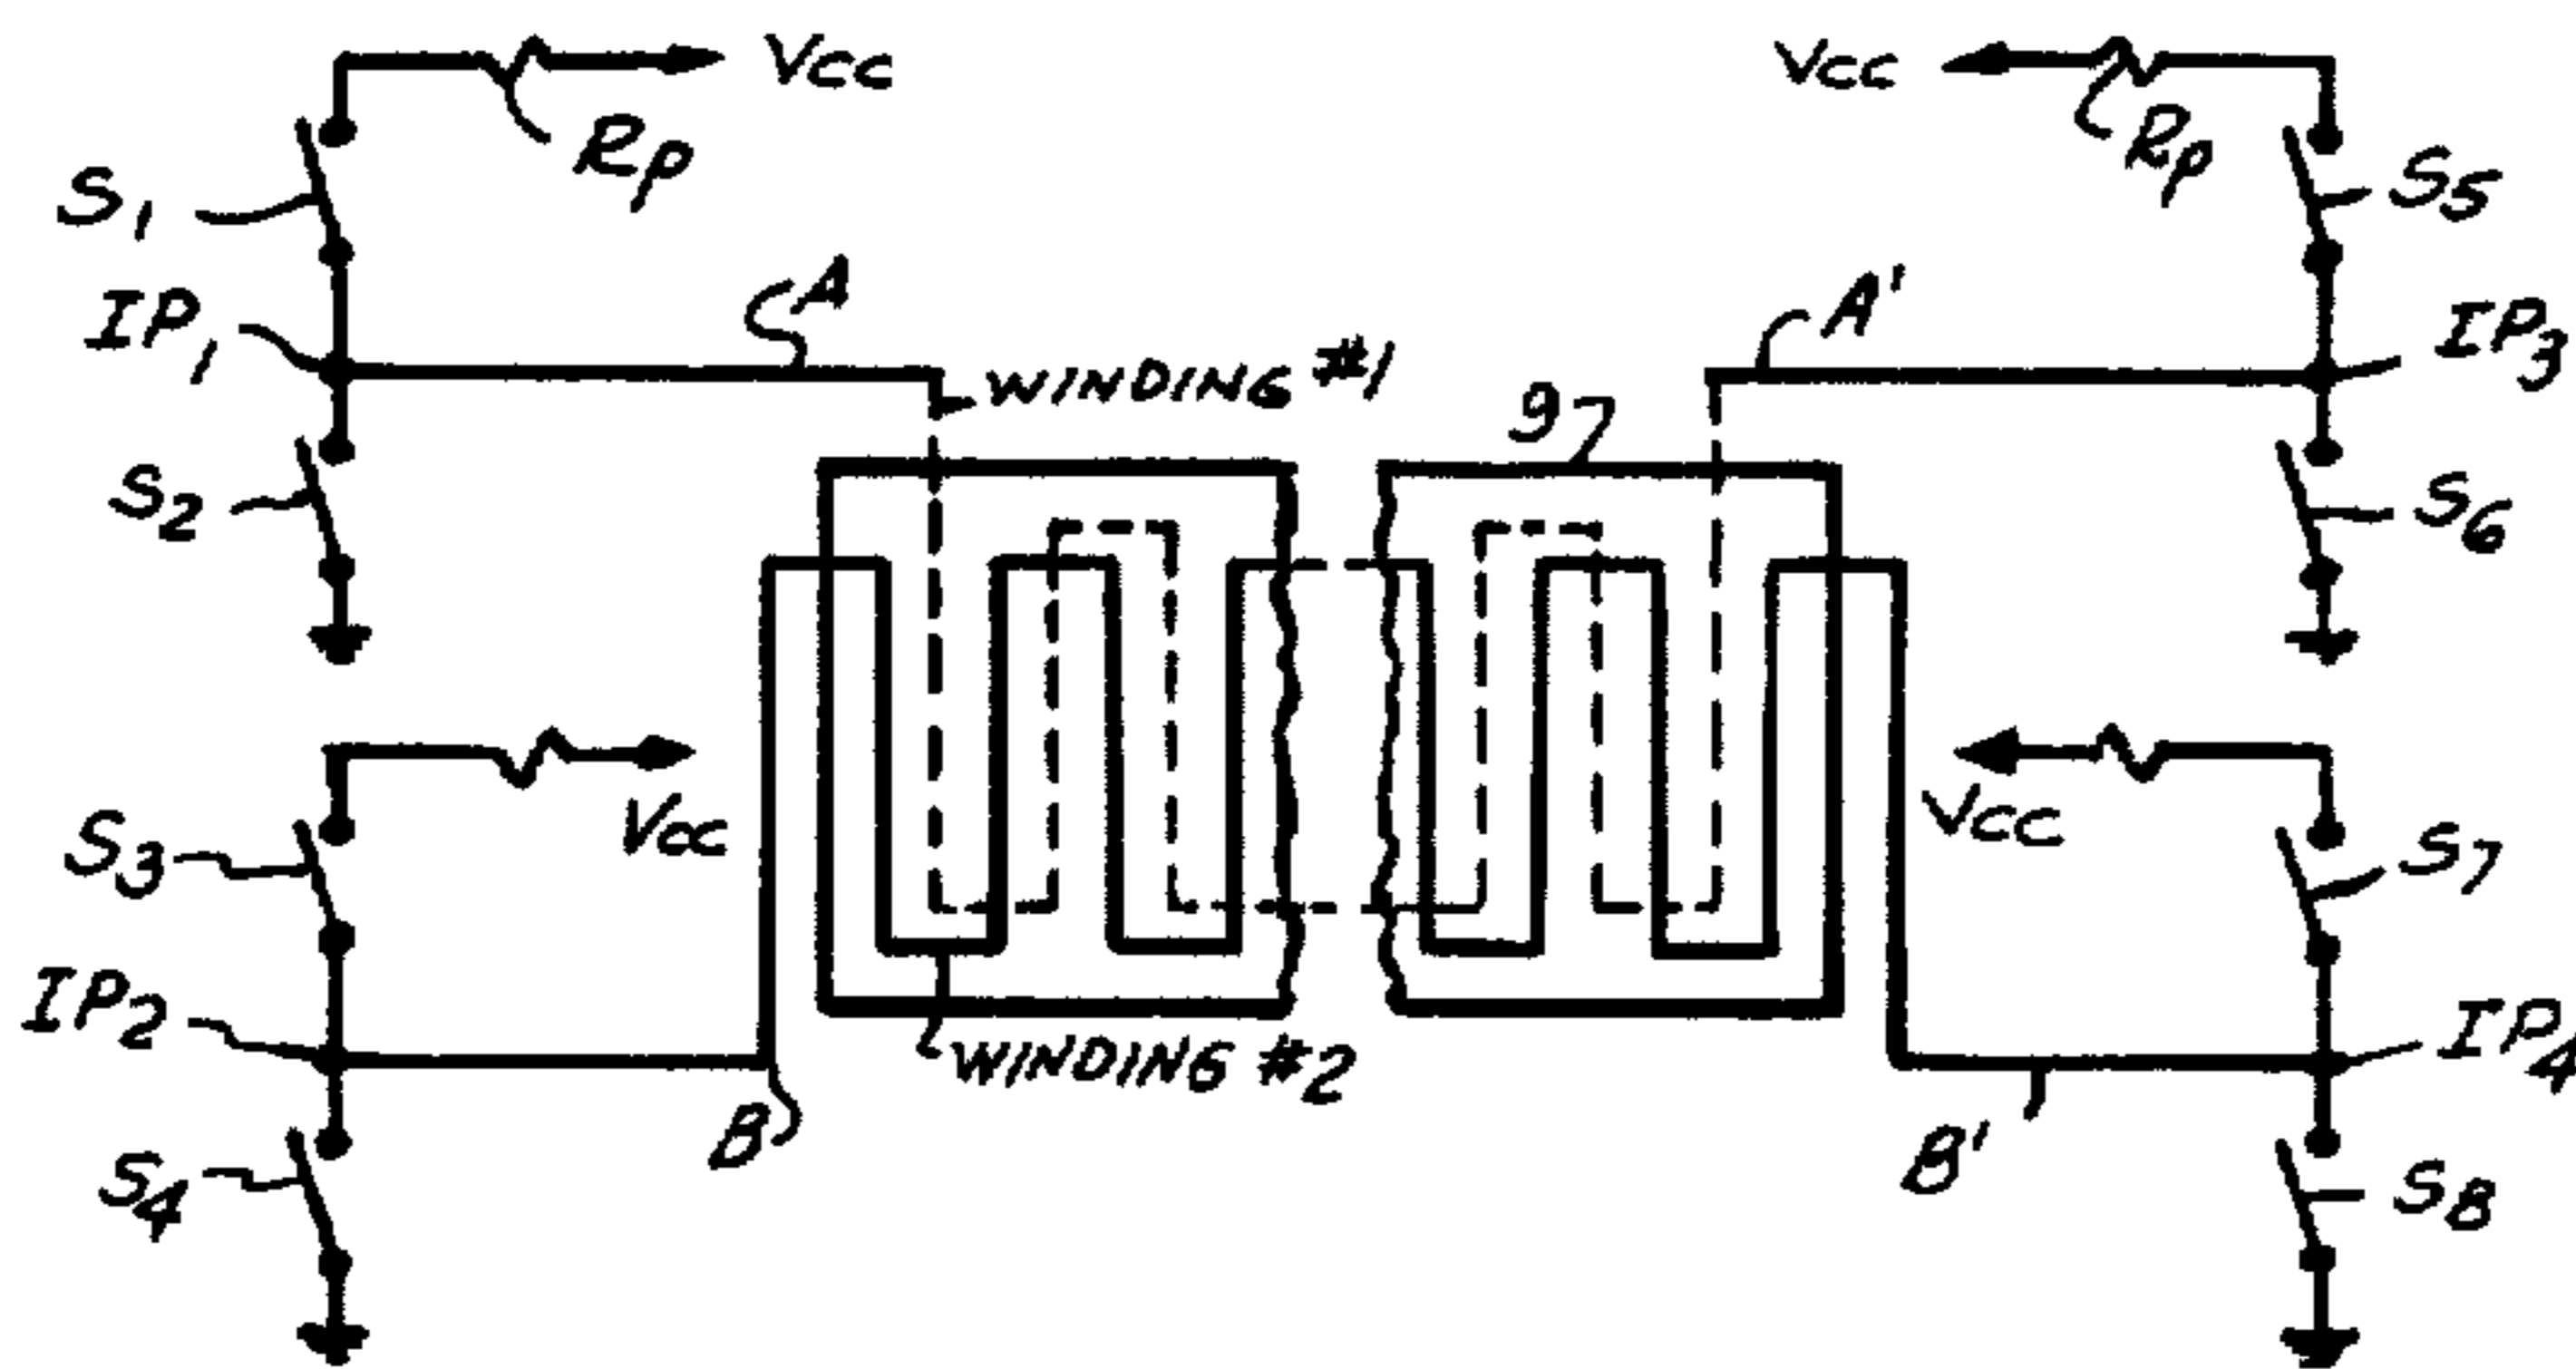 Vcc
Vcc
Rp
Rp
S1
S5
IP1
A
A'
IP3
WINDING #1
97
S2
S6
S3
Vcc
Vcc
S7
IP2
WINDING #2
IP4
B
B'
S4
S8